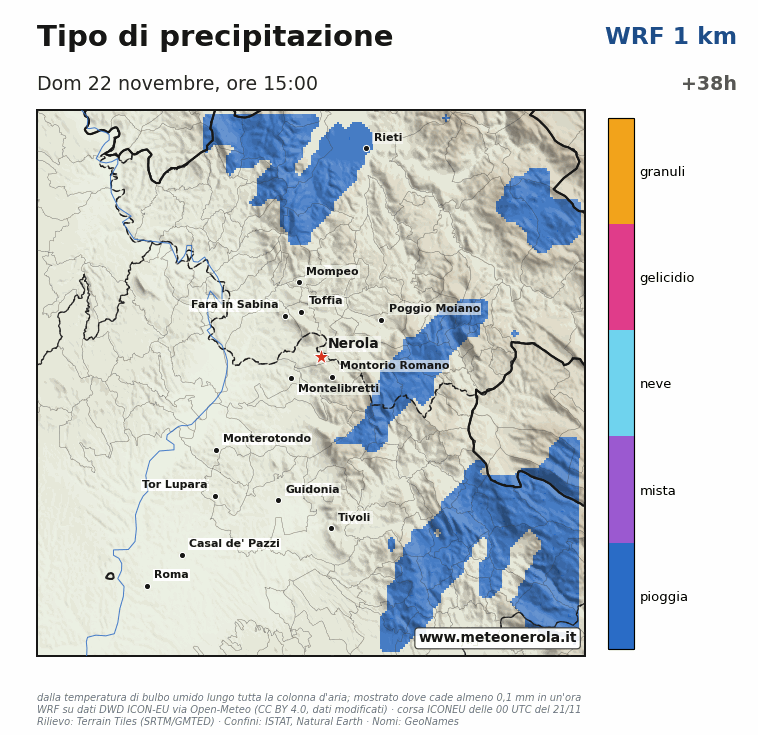 Tipo di precipitazione
WRF 1 km
Dom 22 novembre, ore 15:00
+38h
Rieti
granuli
gelicidio
neve
mista
pioggia
Mompeo
Fara in Sabina
Toffia
Poggio Moiano
Nerola
Montorio Romano
Montelibretti
Monterotondo
Tor Lupara
Guidonia
Tivoli
Casal de' Pazzi
Roma
www.meteonerola.it
dalla temperatura di bulbo umido lungo tutta la colonna d'aria; mostrato dove cade almeno 0,1 mm in un'ora
WRF su dati DWD ICON-EU via Open-Meteo (CC BY 4.0, dati modificati) · corsa ICONEU delle 00 UTC del 21/11
Rilievo: Terrain Tiles (SRTM/GMTED) · Confini: ISTAT, Natural Earth · Nomi: GeoNames